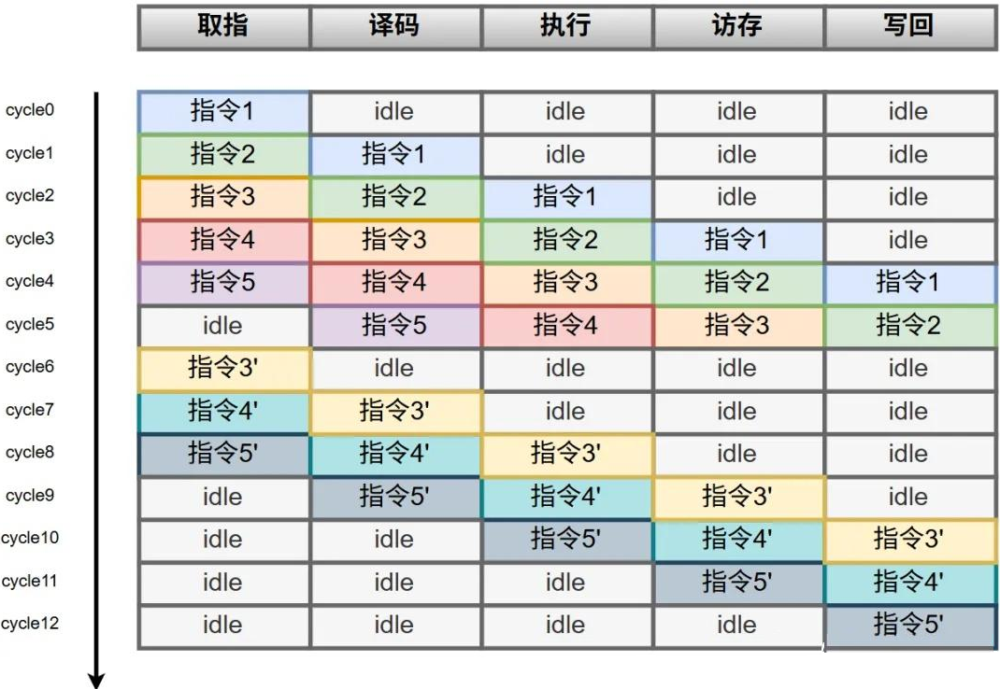 取指 译码 执行 访存 写回
cycle0 指令1 idle idle idle idle
cycle1 指令2 指令1 idle idle idle
cycle2 指令3 指令2 指令1 idle idle
cycle3 指令4 指令3 指令2 指令1 idle
cycle4 指令5 指令4 指令3 指令2 指令1
cycle5 idle 指令5 指令4 指令3 指令2
cycle6 指令3' idle idle idle idle
cycle7 指令4' 指令3' idle idle idle
cycle8 指令5' 指令4' 指令3' idle idle
cycle9 idle 指令5' 指令4' 指令3' idle
cycle10 idle idle 指令5' 指令4' 指令3'
cycle11 idle idle idle 指令5' 指令4'
cycle12 idle idle idle idle 指令5'